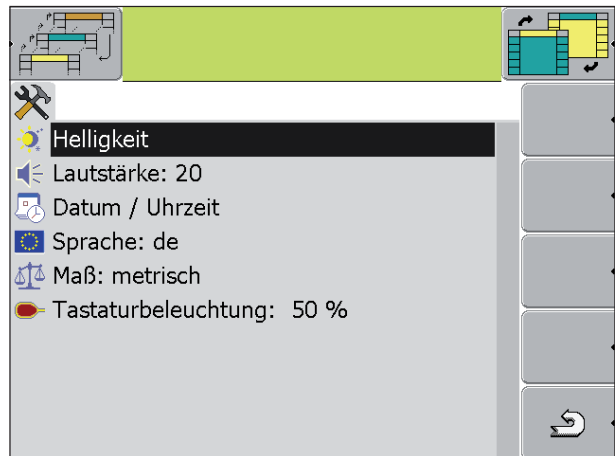 Helligkeit
Lautstärke: 20
Datum / Uhrzeit
Sprache: de
Maß: metrisch
Tastaturbeleuchtung: 50 %